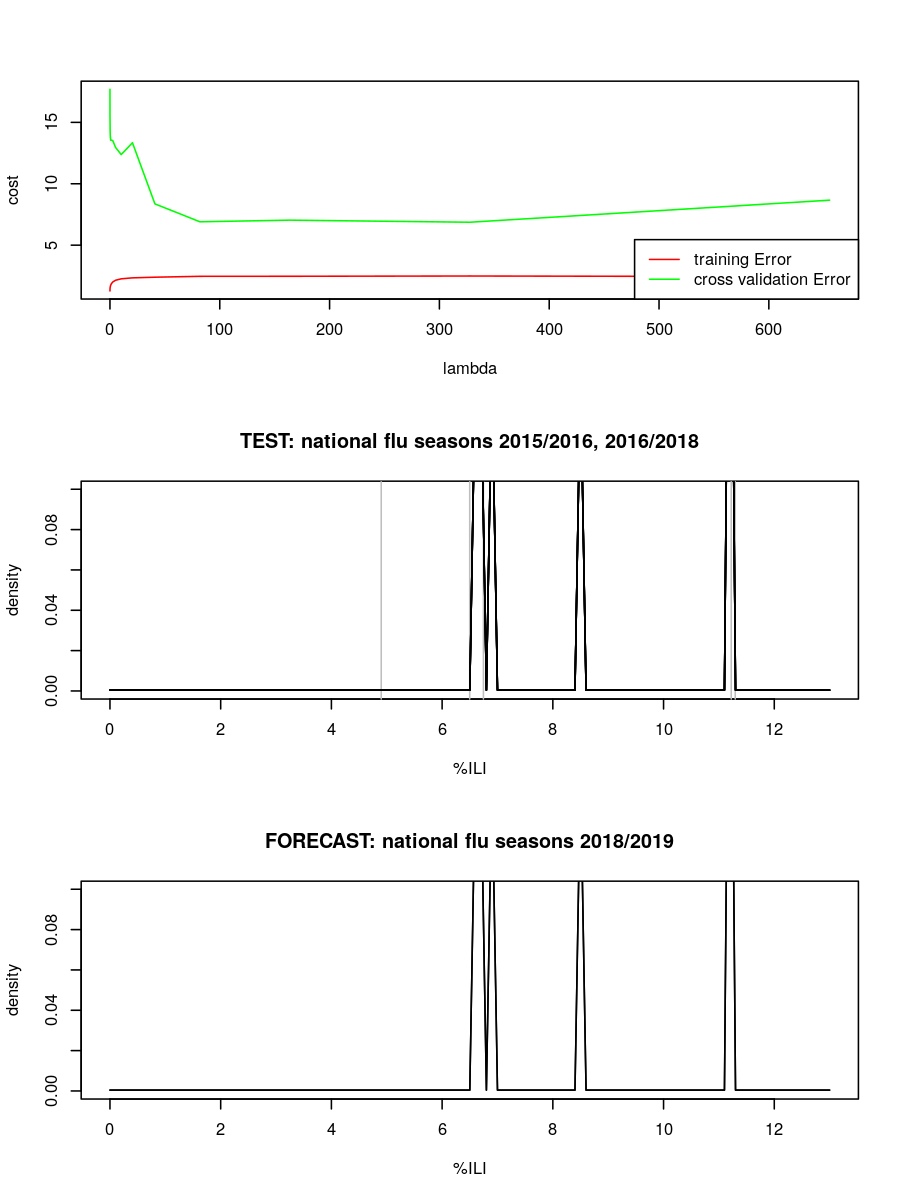 15
10
5
cost
training Error
cross validation Error
0 100 200 300 400 500 600
lambda
TEST: national flu seasons 2015/2016, 2016/2018
0.08
0.04
0.00
density
0 2 4 6 8 10 12
%ILI
FORECAST: national flu seasons 2018/2019
0.08
0.04
0.00
density
0 2 4 6 8 10 12
%ILI